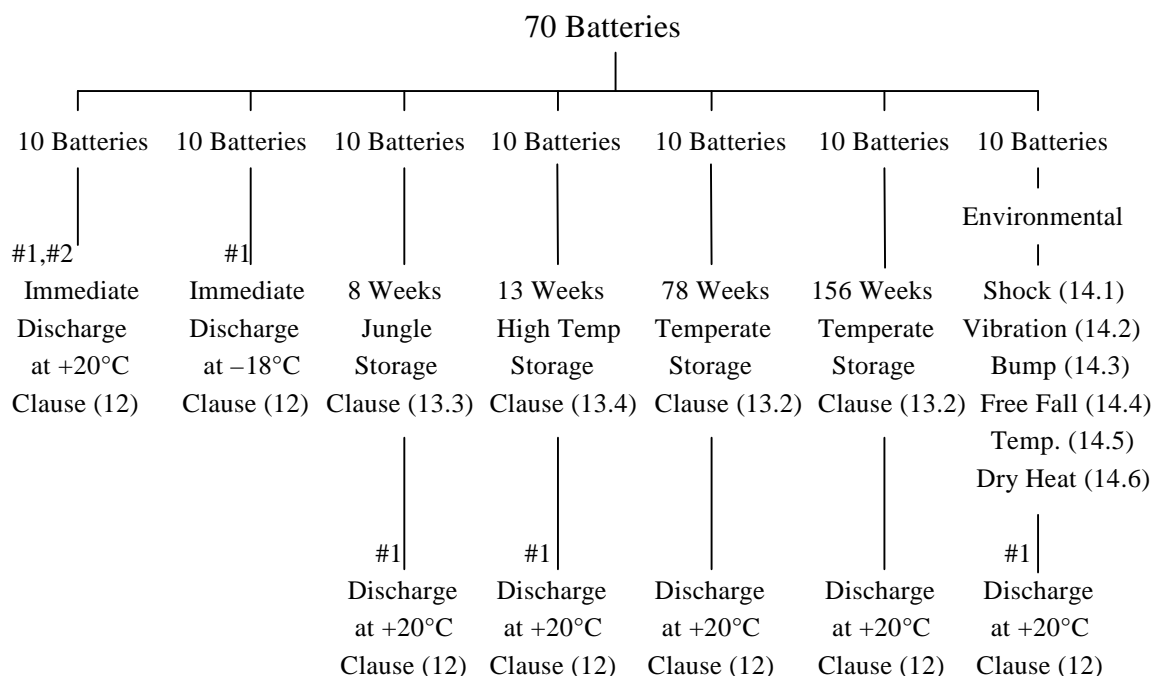 70 Batteries
10 Batteries 10 Batteries 10 Batteries 10 Batteries 10 Batteries 10 Batteries 10 Batteries
Environmental
#1,#2 #1
Immediate Immediate 8 Weeks 13 Weeks 78 Weeks 156 Weeks Shock (14.1)
Discharge Discharge Jungle High Temp Temperate Temperate Vibration (14.2)
at +20°C at –18°C Storage Storage Storage Storage Bump (14.3)
Clause (12) Clause (12) Clause (13.3) Clause (13.4) Clause (13.2) Clause (13.2) Free Fall (14.4)
Temp. (14.5)
Dry Heat (14.6)
#1 #1 #1
Discharge Discharge Discharge Discharge Discharge
at +20°C at +20°C at +20°C at +20°C at +20°C
Clause (12) Clause (12) Clause (12) Clause (12) Clause (12)